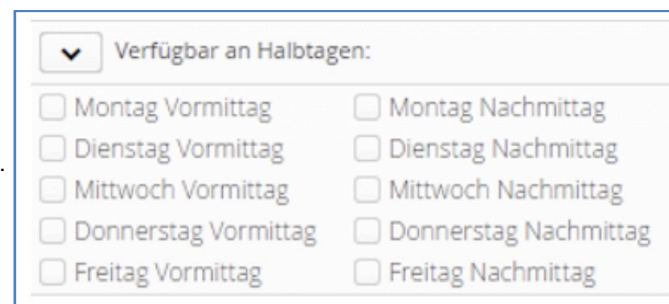 Verfügbar an Halbtagen:
Montag Vormittag Montag Nachmittag
Dienstag Vormittag Dienstag Nachmittag
Mittwoch Vormittag Mittwoch Nachmittag
Donnerstag Vormittag Donnerstag Nachmittag
Freitag Vormittag Freitag Nachmittag